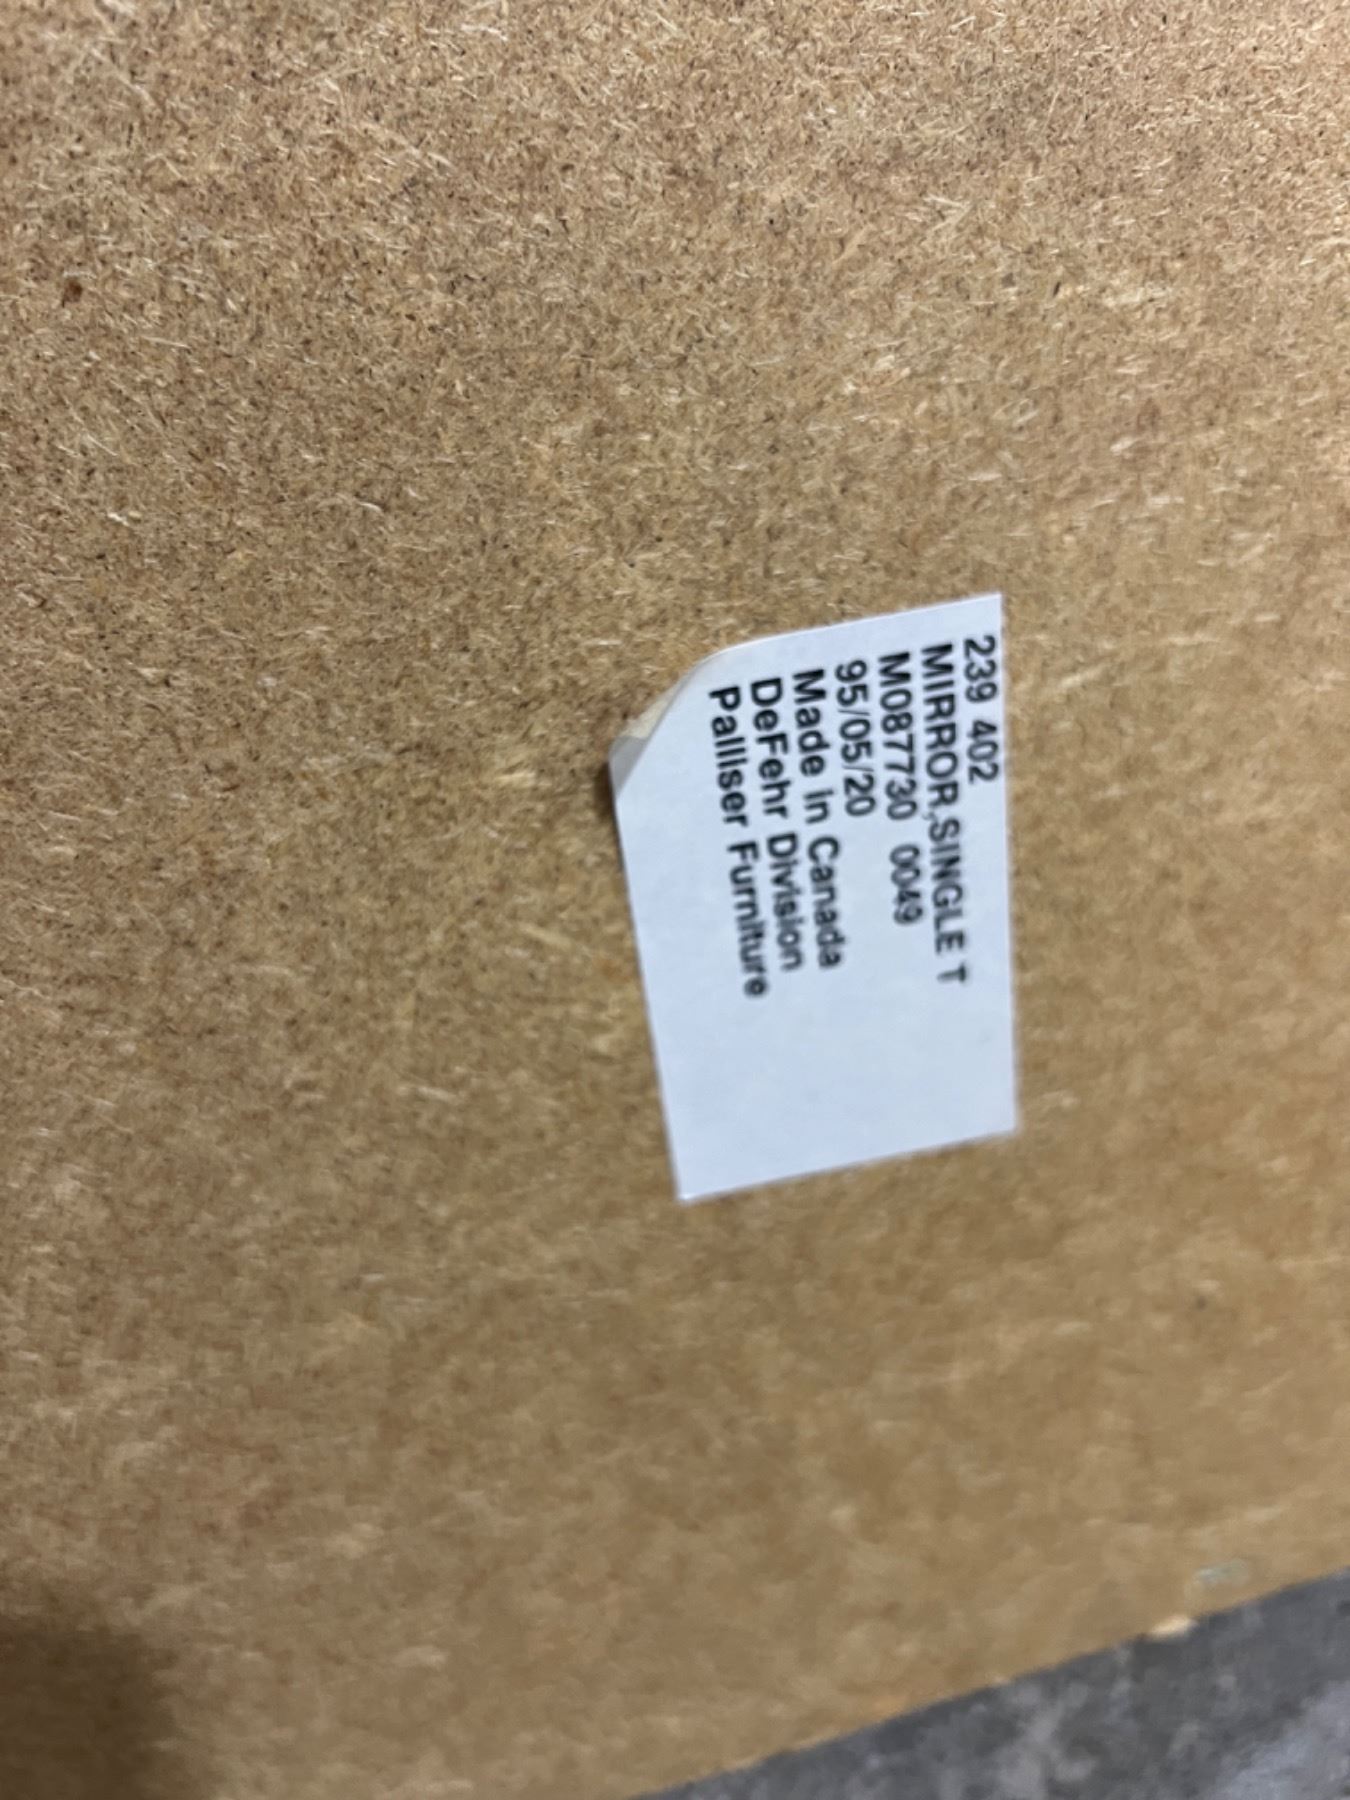 239 402
MIRROR,SINGLE T
M087730 0049
95/05/20
Made in Canada
DeFehr Division
Palliser Furniture